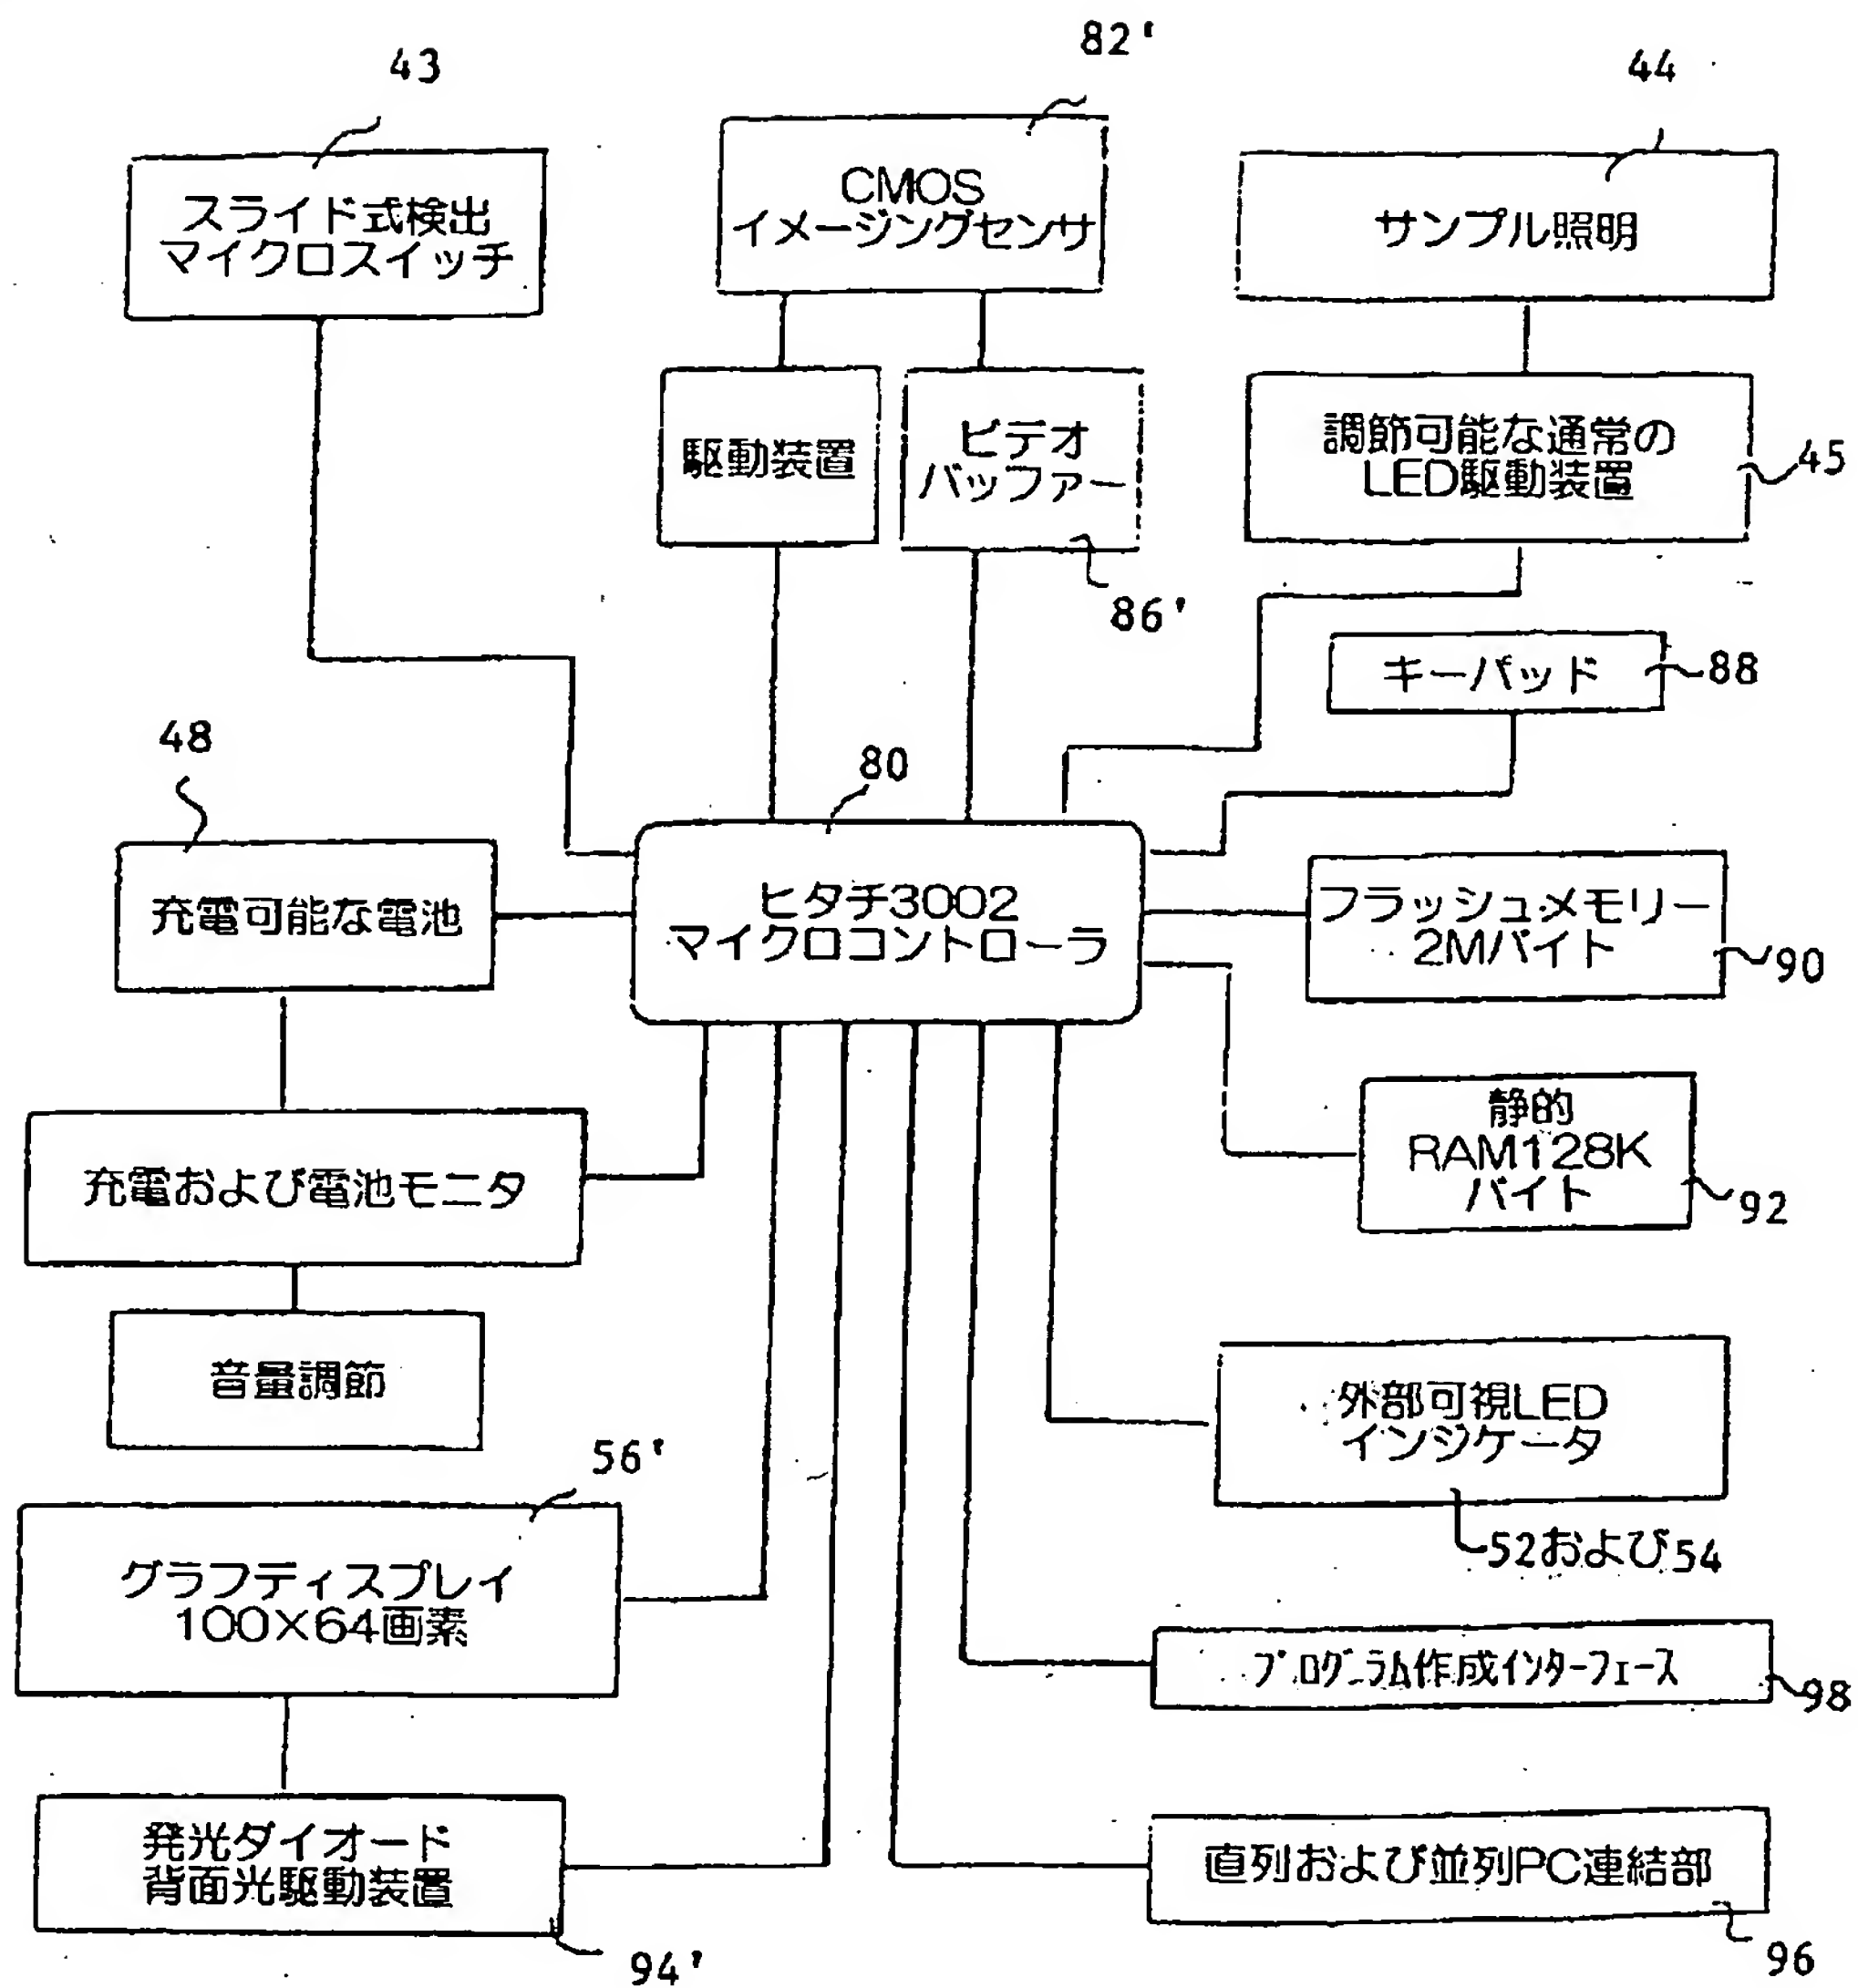 43
82'
44
スライド式検出
マイクロスイッチ
CMOS
イメージングセンサ
サンプル照明
駆動装置
ビデオ
バッファー
86'
調節可能な通常の
LED駆動装置
45
キーパッド
88
48
80
充電可能な電池
ヒタチ3002
マイクロコントローラ
フラッシュメモリー
2Mバイト
90
充電および電池モニタ
静的
RAM128K
バイト
92
音量調節
外部可視LED
インジケータ
52および54
56'
グラフディスプレイ
100×64画素
プログラム作成インターフェース
98
発光ダイオード
背面光駆動装置
94'
直列および並列PC連結部
96